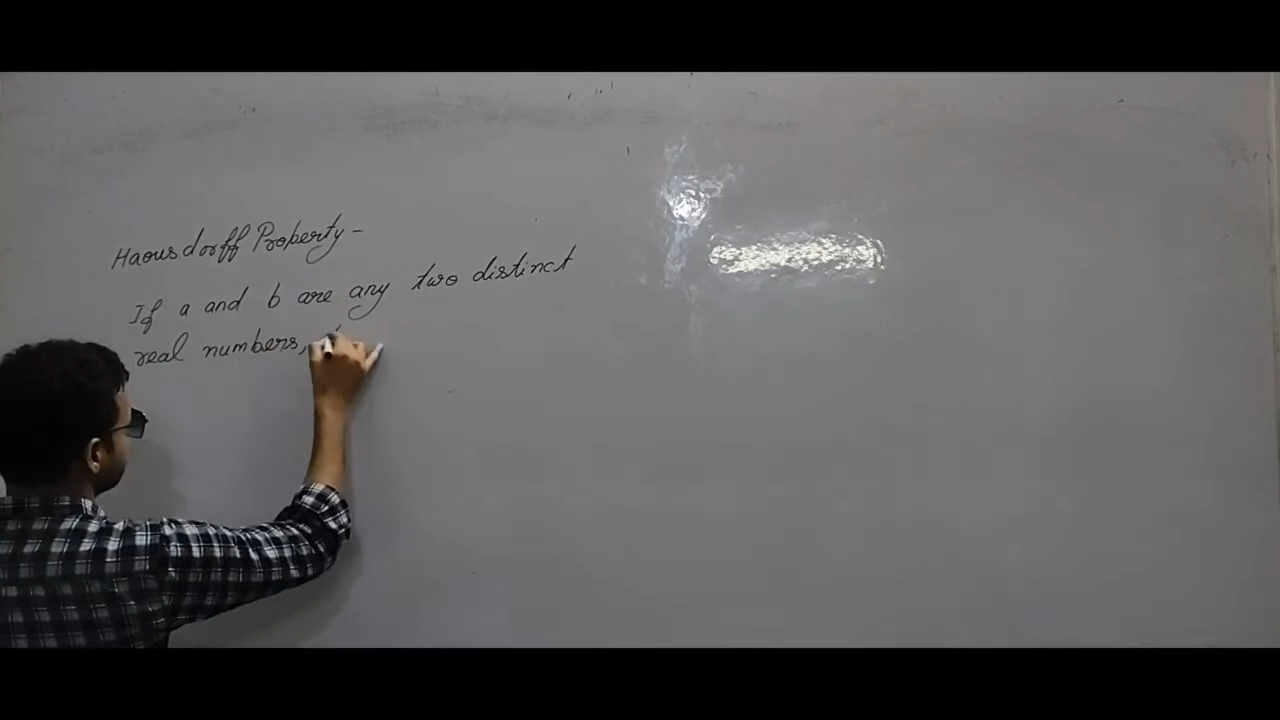 Haousdorff Property -
If a and b are any two distinct
real numbers,